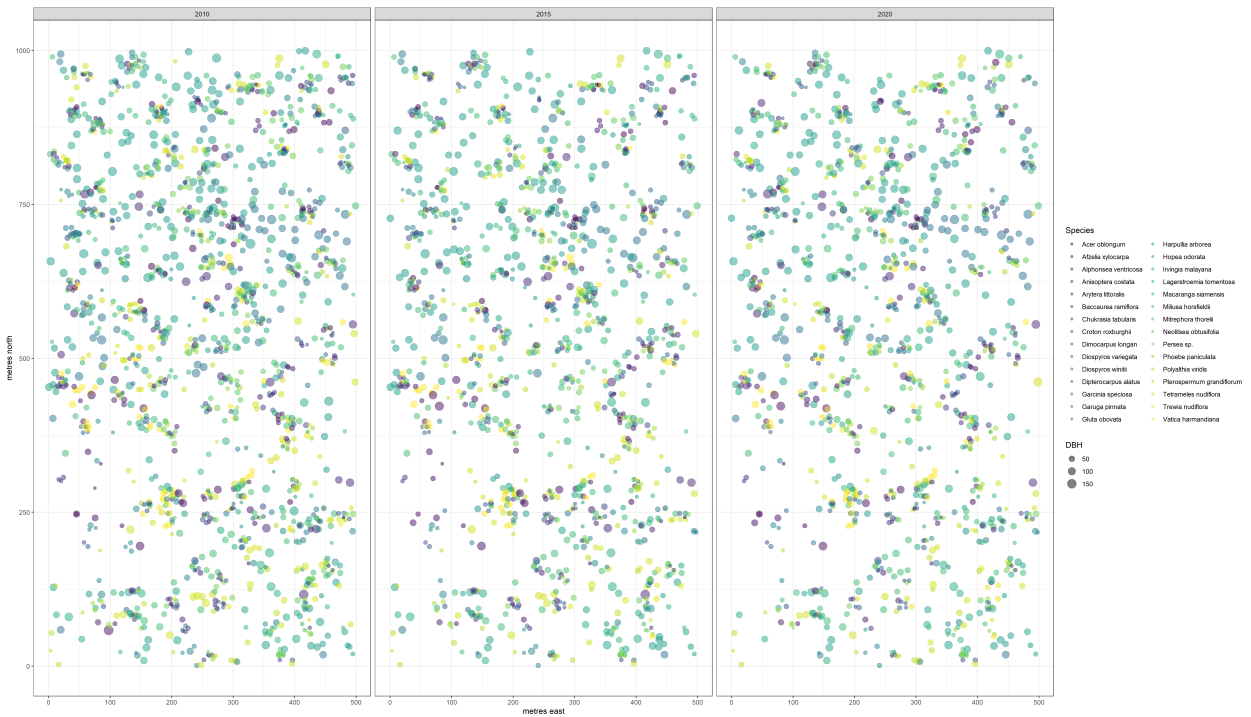 2010 2015 2020
1000
750
500
250
0
metres north
0 100 200 300 400 500 0 100 200 300 400 500 0 100 200 300 400 500
metres east
Species
Acer oblongum Harpullia arborea
Afzelia xylocarpa Hopea odorata
Alphonsea ventricosa Irvingia malayana
Anisoptera costata Lagerstroemia tomentosa
Arytera littoralis Macaranga siamensis
Baccaurea ramiflora Miliusa horsfieldii
Chukrasia tabularis Mitrephora thorelii
Croton roxburghii Neolitsea obtusifolia
Dimocarpus longan Persea sp.
Diospyros variegata Phoebe paniculata
Diospyros winitii Polyalthia viridis
Dipterocarpus alatus Pterospermum grandiflorum
Garcinia speciosa Tetrameles nudiflora
Garuga pinnata Trewia nudiflora
Gluta obovata Vatica harmandiana
DBH
50
100
150